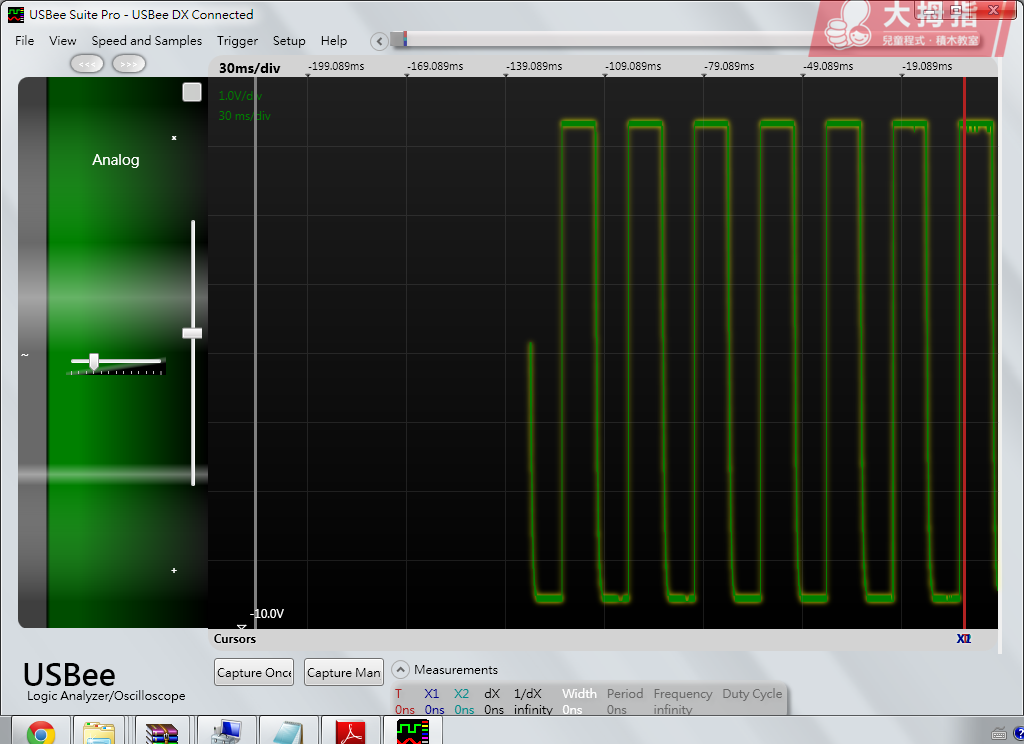 USBee Suite Pro - USBee DX Connected
大拇指
兒童程式·積木教室
File View Speed and Samples Trigger Setup Help
<<< >>>
30ms/div -199.089ms -169.089ms -139.089ms -109.089ms -79.089ms -49.089ms -19.089ms
1.0V/div
30 ms/div
Analog
~
+
-10.0V
Cursors
USBee
Logic Analyzer/Oscilloscope
Capture Once Capture Man
Measurements
T X1 X2 dX 1/dX Width Period Frequency Duty Cycle
0ns 0ns 0ns 0ns infinity 0ns 0ns infinity